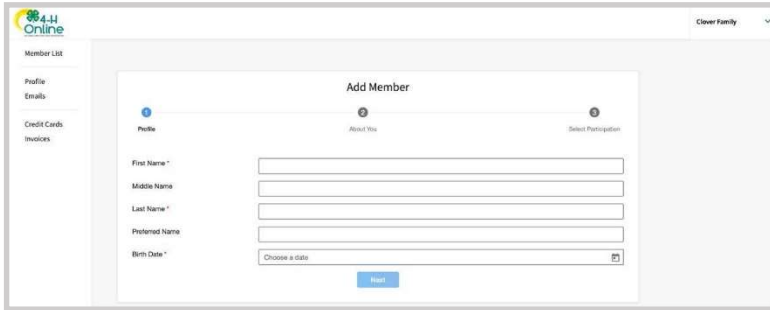 4-H
Online
Clover Family
Member List
Profile
Emails
Credit Cards
Invoices
Add Member
1
2
3
Profile
About You
Select Participation
First Name *
Middle Name
Last Name *
Preferred Name
Birth Date *
Choose a date
Next